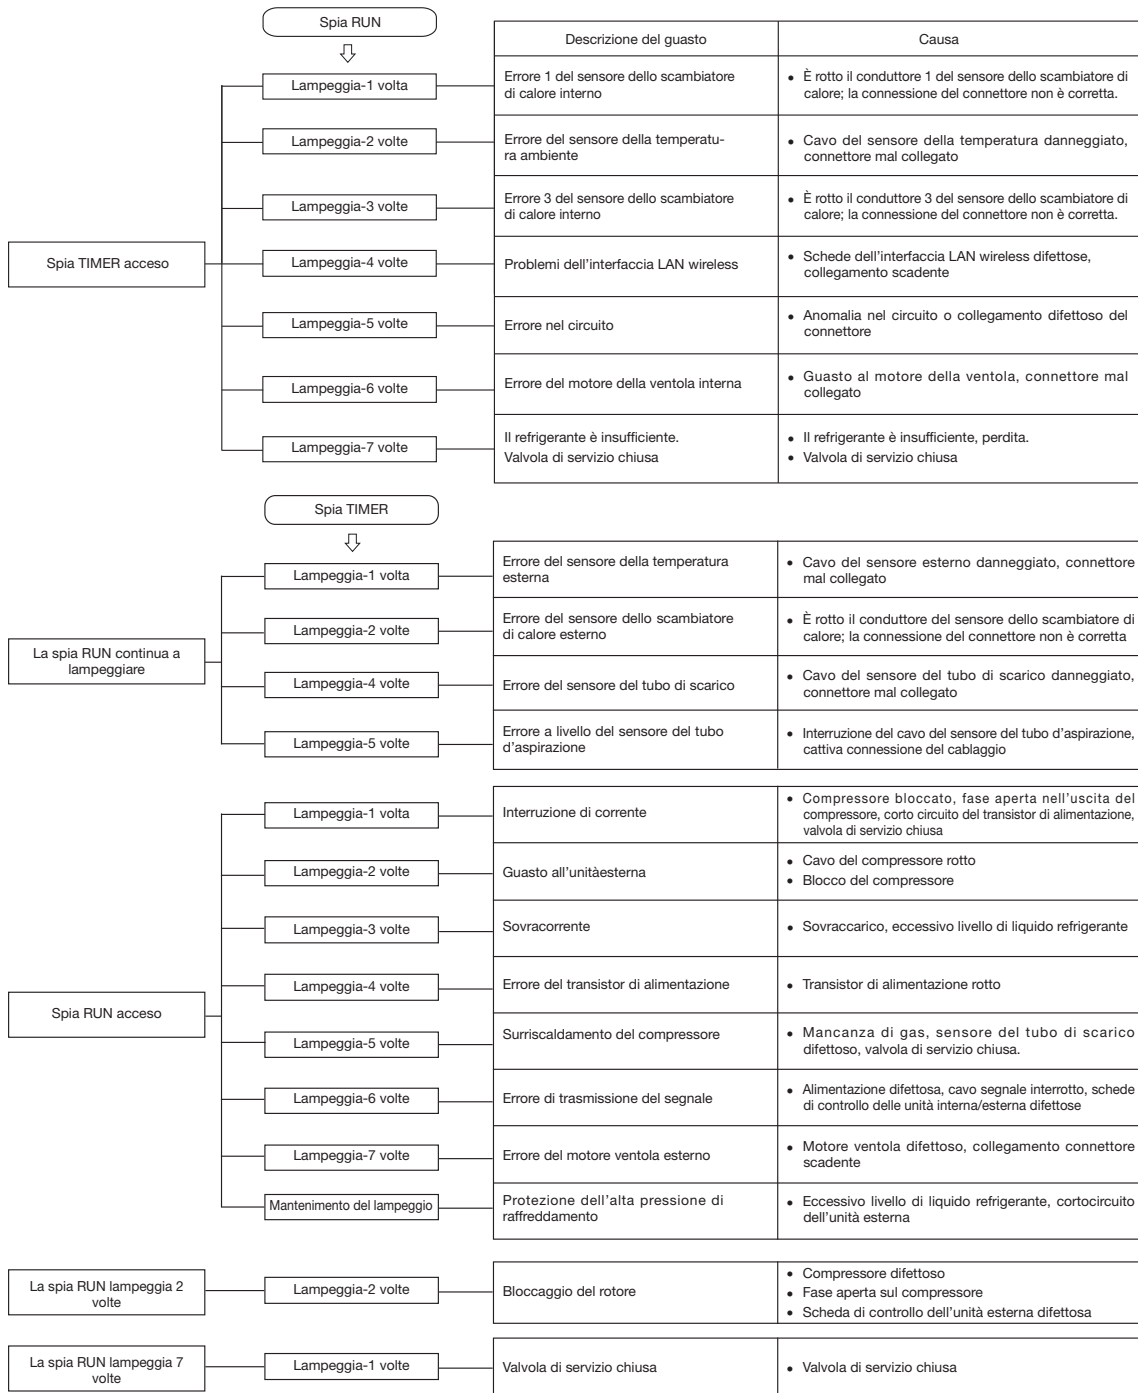 Spia RUN
Descrizione del guasto
Causa
Spia TIMER acceso
Lampeggia-1 volta
Errore 1 del sensore dello scambiatore
di calore interno
• È rotto il conduttore 1 del sensore dello scambiatore di
calore; la connessione del connettore non è corretta.
Lampeggia-2 volte
Errore del sensore della temperatu-
ra ambiente
• Cavo del sensore della temperatura danneggiato,
connettore mal collegato
Lampeggia-3 volte
Errore 3 del sensore dello scambiatore
di calore interno
• È rotto il conduttore 3 del sensore dello scambiatore di
calore; la connessione del connettore non è corretta.
Lampeggia-4 volte
Problemi dell'interfaccia LAN wireless
• Schede dell'interfaccia LAN wireless difettose,
collegamento scadente
Lampeggia-5 volte
Errore nel circuito
• Anomalia nel circuito o collegamento difettoso del
connettore
Lampeggia-6 volte
Errore del motore della ventola interna
• Guasto al motore della ventola, connettore mal
collegato
Lampeggia-7 volte
Il refrigerante è insufficiente.
Valvola di servizio chiusa
• Il refrigerante è insufficiente, perdita.
• Valvola di servizio chiusa
Spia TIMER
La spia RUN continua a
lampeggiare
Lampeggia-1 volta
Errore del sensore della temperatura
esterna
• Cavo del sensore esterno danneggiato, connettore
mal collegato
Lampeggia-2 volte
Errore del sensore dello scambiatore
di calore esterno
• È rotto il conduttore del sensore dello scambiatore di
calore; la connessione del connettore non è corretta
Lampeggia-4 volte
Errore del sensore del tubo di scarico
• Cavo del sensore del tubo di scarico danneggiato,
connettore mal collegato
Lampeggia-5 volte
Errore a livello del sensore del tubo
d'aspirazione
• Interruzione del cavo del sensore del tubo d'aspirazione,
cattiva connessione del cablaggio
Spia RUN acceso
Lampeggia-1 volta
Interruzione di corrente
• Compressore bloccato, fase aperta nell'uscita del
compressore, corto circuito del transistor di alimentazione,
valvola di servizio chiusa
Lampeggia-2 volte
Guasto all'unitàesterna
• Cavo del compressore rotto
• Blocco del compressore
Lampeggia-3 volte
Sovracorrente
• Sovraccarico, eccessivo livello di liquido refrigerante
Lampeggia-4 volte
Errore del transistor di alimentazione
• Transistor di alimentazione rotto
Lampeggia-5 volte
Surriscaldamento del compressore
• Mancanza di gas, sensore del tubo di scarico
difettoso, valvola di servizio chiusa.
Lampeggia-6 volte
Errore di trasmissione del segnale
• Alimentazione difettosa, cavo segnale interrotto, schede
di controllo delle unità interna/esterna difettose
Lampeggia-7 volte
Errore del motore ventola esterno
• Motore ventola difettoso, collegamento connettore
scadente
Mantenimento del lampeggio
Protezione dell'alta pressione di
raffreddamento
• Eccessivo livello di liquido refrigerante, cortocircuito
dell'unità esterna
La spia RUN lampeggia 2
volte
Lampeggia-2 volte
Bloccaggio del rotore
• Compressore difettoso
• Fase aperta sul compressore
• Scheda di controllo dell'unità esterna difettosa
La spia RUN lampeggia 7
volte
Lampeggia-1 volte
Valvola di servizio chiusa
• Valvola di servizio chiusa